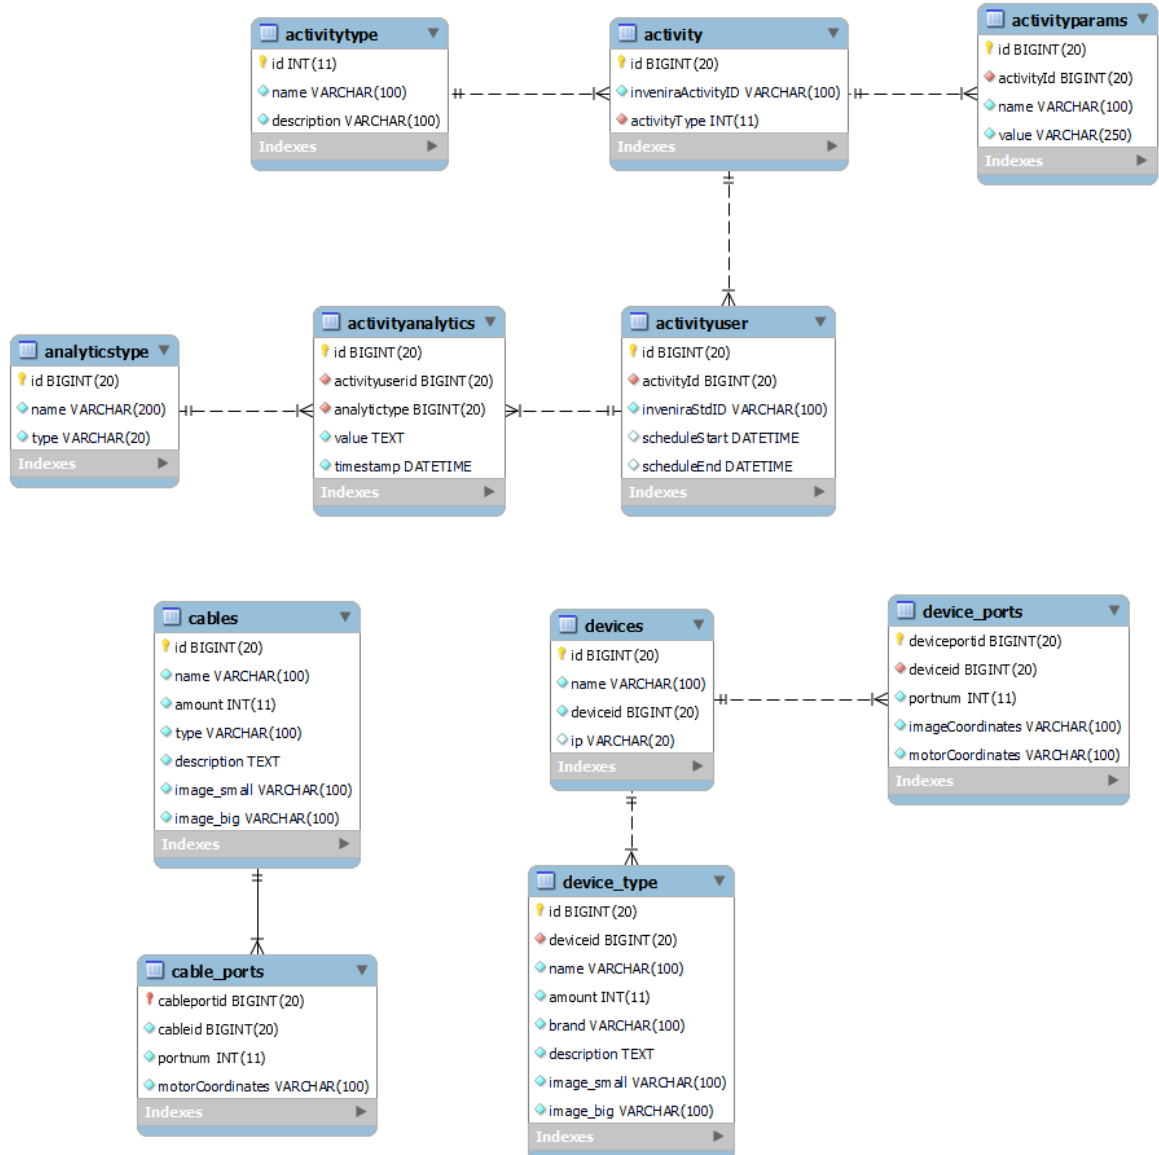 activitytype
id INT(11)
name VARCHAR(100)
description VARCHAR(100)
Indexes
activity
id BIGINT(20)
inveniraActivityID VARCHAR(100)
activityType INT(11)
Indexes
activityparams
id BIGINT(20)
activityId BIGINT(20)
name VARCHAR(100)
value VARCHAR(250)
Indexes
analyticstype
id BIGINT(20)
name VARCHAR(200)
type VARCHAR(20)
Indexes
activityanalytics
id BIGINT(20)
activityuserid BIGINT(20)
analytictype BIGINT(20)
value TEXT
timestamp DATETIME
Indexes
activityuser
id BIGINT(20)
activityId BIGINT(20)
inveniraStdID VARCHAR(100)
scheduleStart DATETIME
scheduleEnd DATETIME
Indexes
cables
id BIGINT(20)
name VARCHAR(100)
amount INT(11)
type VARCHAR(100)
description TEXT
image_small VARCHAR(100)
image_big VARCHAR(100)
Indexes
devices
id BIGINT(20)
name VARCHAR(100)
deviceid BIGINT(20)
ip VARCHAR(20)
Indexes
device_ports
deviceportid BIGINT(20)
deviceid BIGINT(20)
portnum INT(11)
imageCoordinates VARCHAR(100)
motorCoordinates VARCHAR(100)
Indexes
cable_ports
cableportid BIGINT(20)
cableid BIGINT(20)
portnum INT(11)
motorCoordinates VARCHAR(100)
Indexes
device_type
id BIGINT(20)
deviceid BIGINT(20)
name VARCHAR(100)
amount INT(11)
brand VARCHAR(100)
description TEXT
image_small VARCHAR(100)
image_big VARCHAR(100)
Indexes